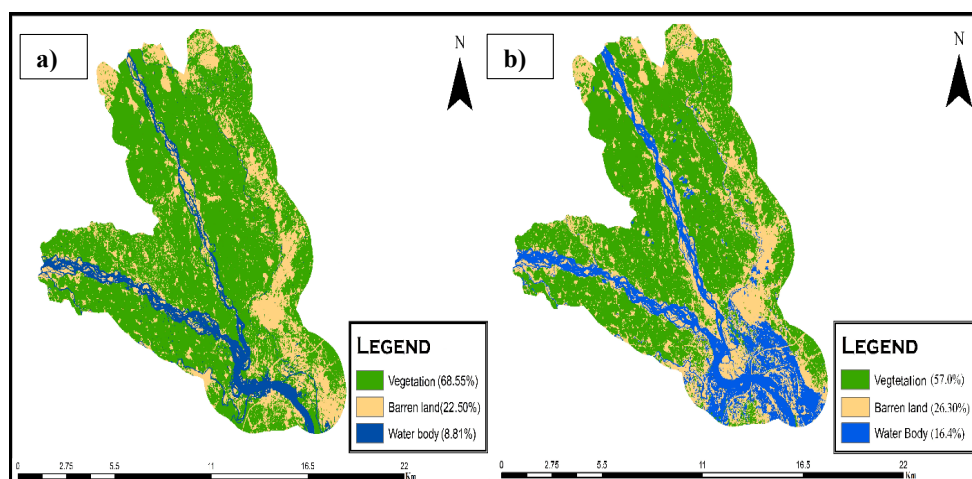 a)
N
LEGEND
Vegetation (68.55%)
Barren land(22.50%)
Water body (8.81%)
0 2.75 5.5 11 16.5 22
Km
b)
N
LEGEND
Vegtetation (57.0%)
Barren land (26.30%)
Water Body (16.4%)
0 2.75 5.5 11 16.5 22
Km